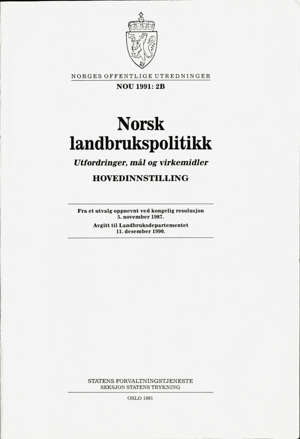 NORGES OFFENTLIGE UTREDNINGER
NOU 1991: 2B
Norsk
landbrukspolitikk
Utfordringer, mål og virkemidler
HOVEDINNSTILLING
Fra et utvalg oppnevnt ved kongelig resolusjon
5. november 1987.
Avgitt til Landbruksdepartementet
11. desember 1990.
STATENS FORVALTNINGSTJENESTE
SEKSJON STATENS TRYKNING
OSLO 1991